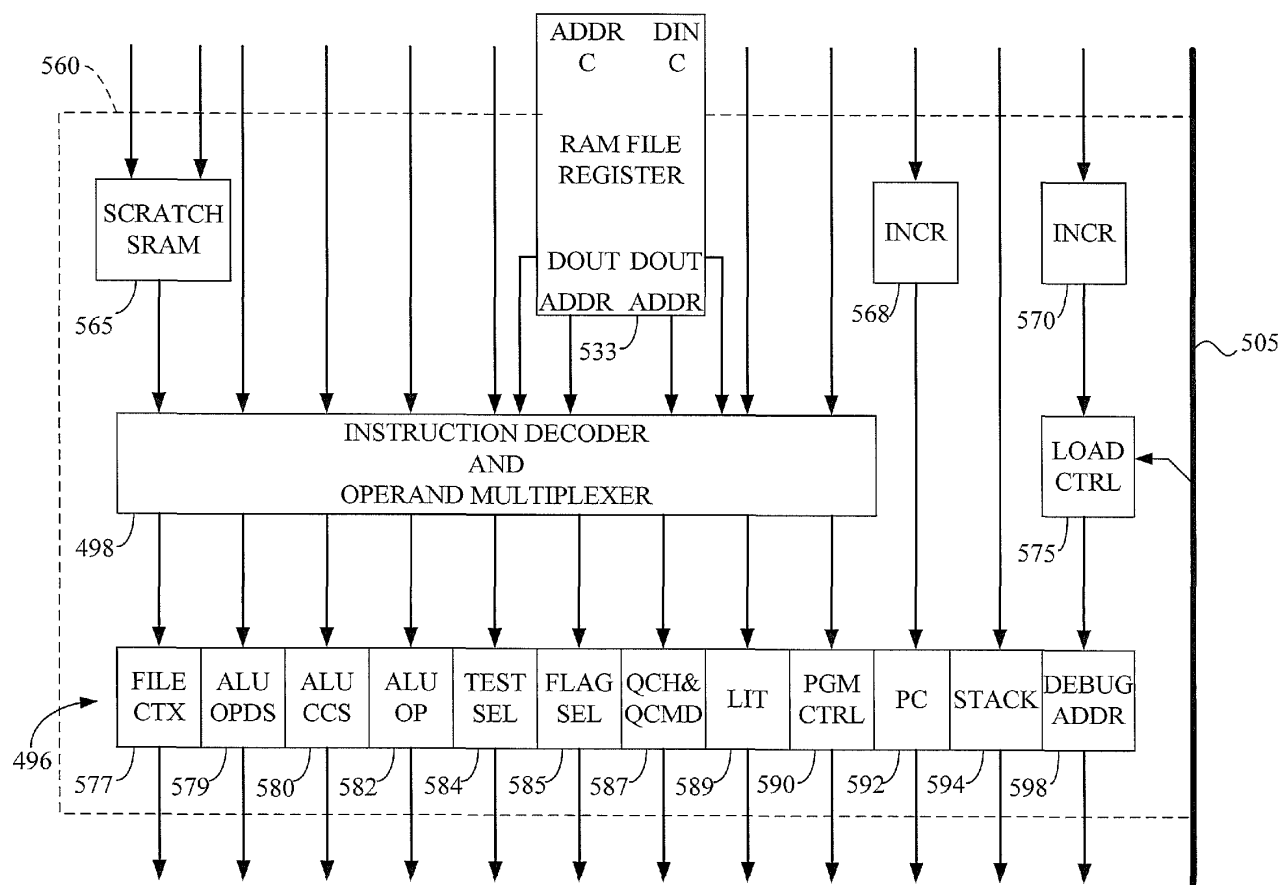 ADDR DIN
C C
560
RAM FILE
REGISTER
SCRATCH
SRAM
INCR
INCR
DOUT DOUT
ADDR ADDR
565
533
568
570
505
INSTRUCTION DECODER
AND
OPERAND MULTIPLEXER
LOAD
CTRL
498
575
FILE
CTX
ALU
OPDS
ALU
CCS
ALU
OP
TEST
SEL
FLAG
SEL
QCH&
QCMD
LIT
PGM
CTRL
PC
STACK
DEBUG
ADDR
496
577
579
580
582
584
585
587
589
590
592
594
598